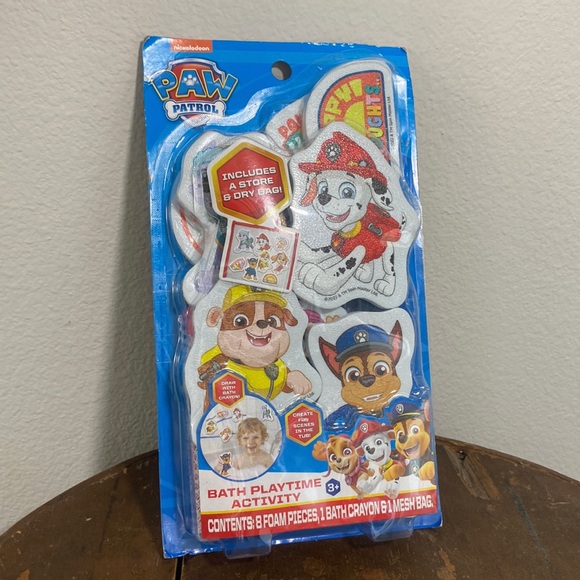 nickelodeon
PAW
PATROL
INCLUDES
A STORE
& DRY BAG!
DRAW
WITH
BATH
CRAYON!
CREATE
FUN
SCENES
IN THE
TUB!
BATH PLAYTIME
ACTIVITY
3+
CONTENTS: 8 FOAM PIECES, 1 BATH CRAYON & 1 MESH BAG.